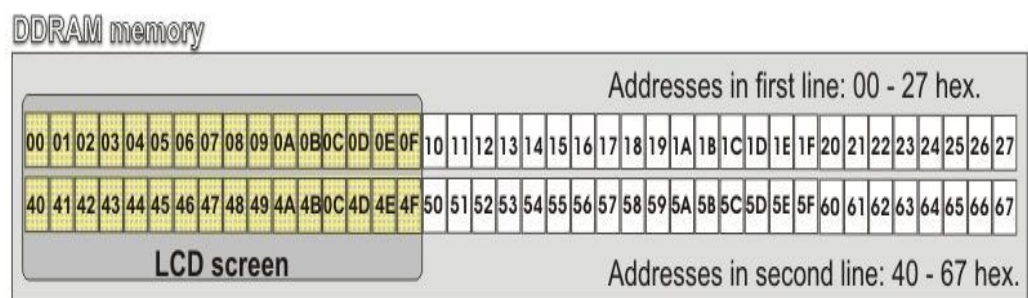 DDRAM memory
Addresses in first line: 00 - 27 hex.
00 01 02 03 04 05 06 07 08 09 0A 0B 0C 0D 0E 0F 10 11 12 13 14 15 16 17 18 19 1A 1B 1C 1D 1E 1F 20 21 22 23 24 25 26 27
40 41 42 43 44 45 46 47 48 49 4A 4B 0C 4D 4E 4F 50 51 52 53 54 55 56 57 58 59 5A 5B 5C 5D 5E 5F 60 61 62 63 64 65 66 67
LCD screen
Addresses in second line: 40 - 67 hex.